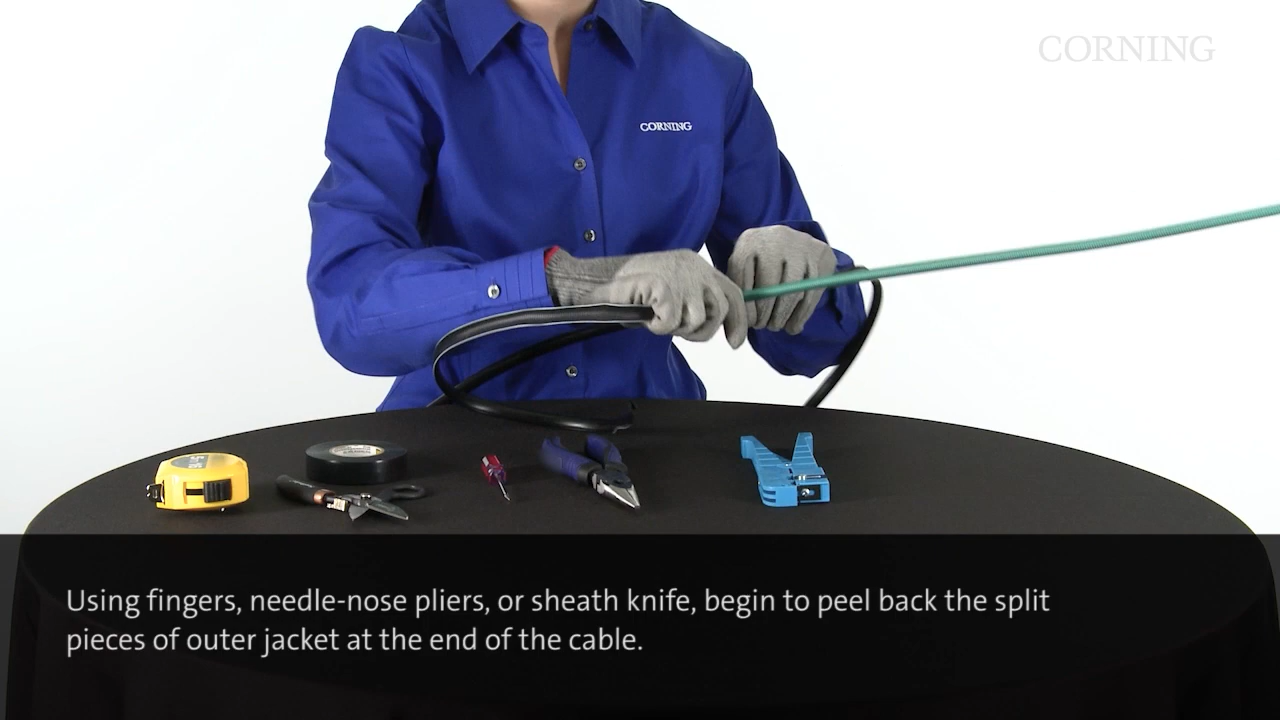 CORNING
CORNING
Using fingers, needle-nose pliers, or sheath knife, begin to peel back the split
pieces of outer jacket at the end of the cable.